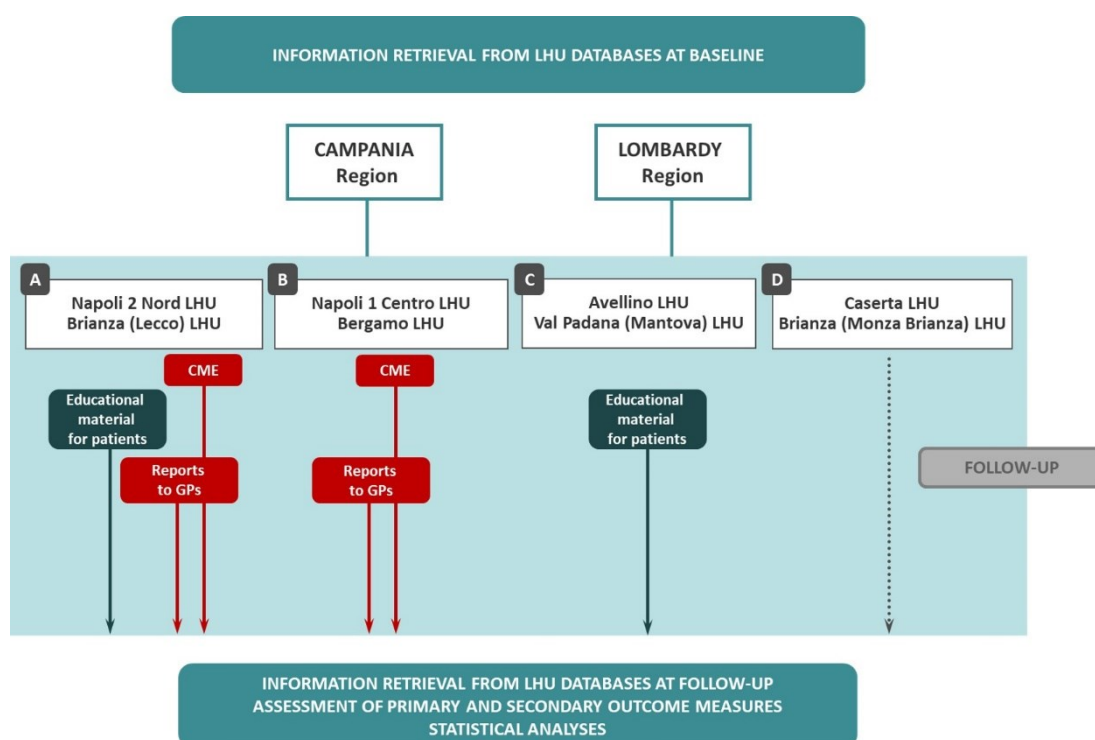 INFORMATION RETRIEVAL FROM LHU DATABASES AT BASELINE
CAMPANIA
Region
LOMBARDY
Region
A
Napoli 2 Nord LHU
Brianza (Lecco) LHU
B
Napoli 1 Centro LHU
Bergamo LHU
C
Avellino LHU
Val Padana (Mantova) LHU
D
Caserta LHU
Brianza (Monza Brianza) LHU
CME
Educational
material
for patients
Reports
to GPs
CME
Reports
to GPs
Educational
material
for patients
FOLLOW-UP
INFORMATION RETRIEVAL FROM LHU DATABASES AT FOLLOW-UP
ASSESSMENT OF PRIMARY AND SECONDARY OUTCOME MEASURES
STATISTICAL ANALYSES